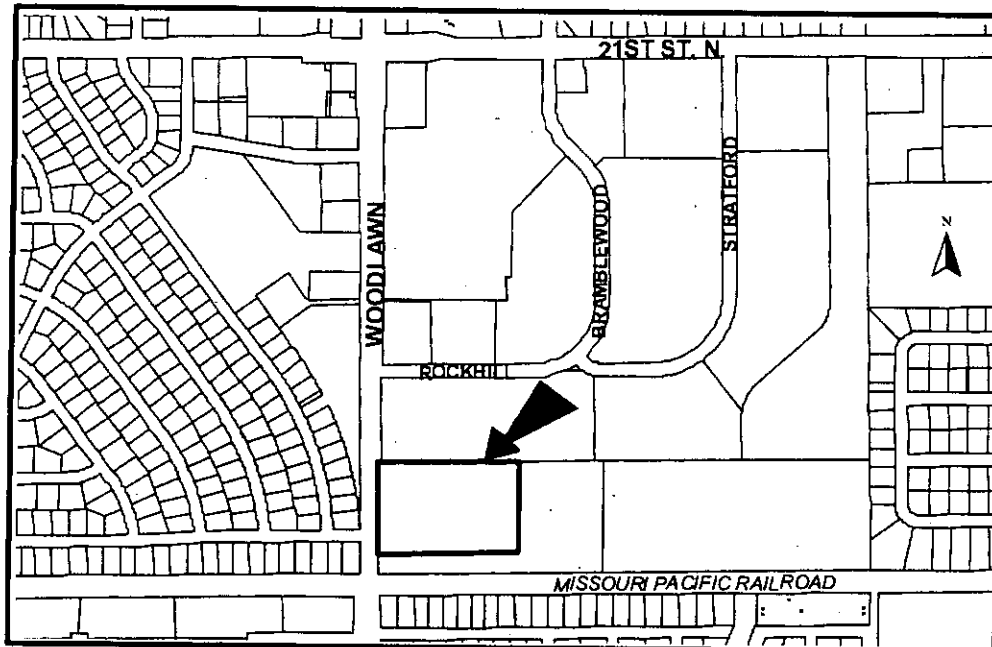 21ST ST. N
WOODLAWN
BRAMBLEWOOD
STRATFORD
N
ROCKHILL
MISSOURI PACIFIC RAILROAD